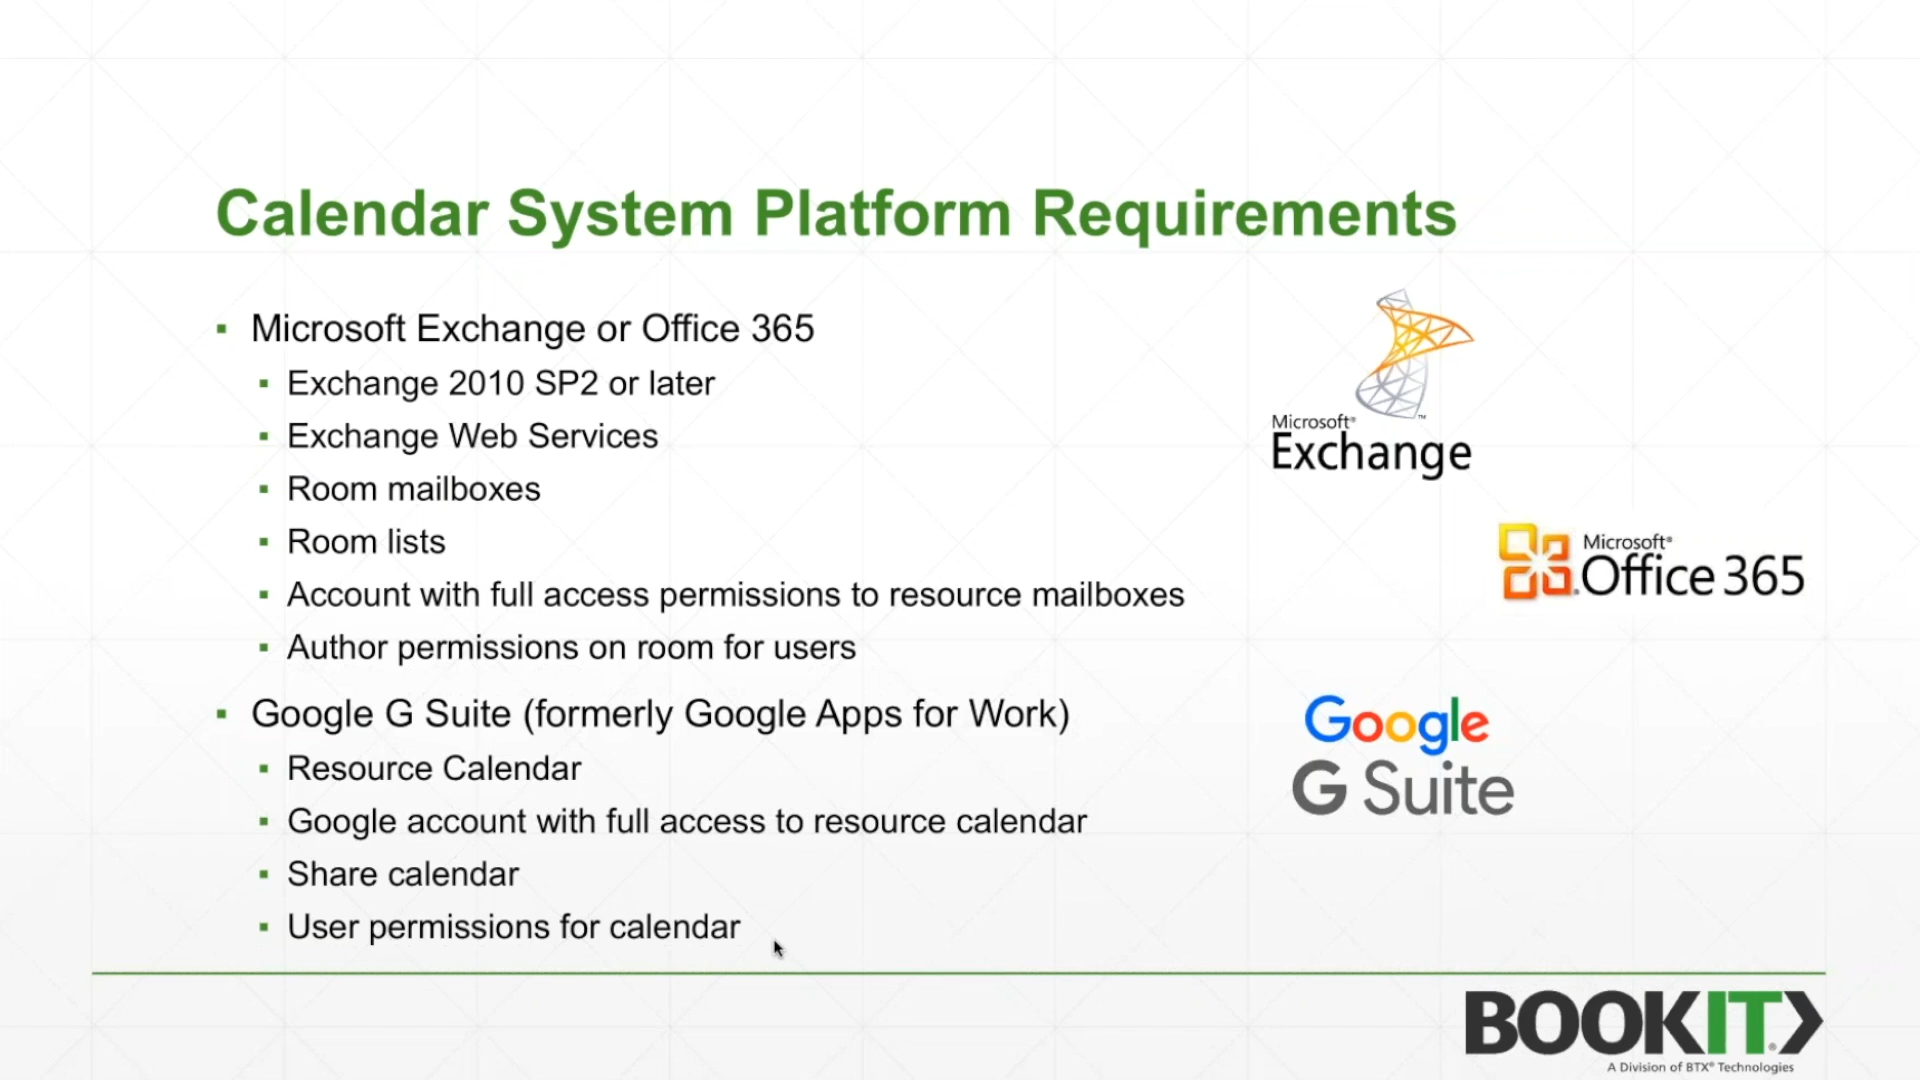 Calendar System Platform Requirements
▪ Microsoft Exchange or Office 365
▪ Exchange 2010 SP2 or later
▪ Exchange Web Services
▪ Room mailboxes
▪ Room lists
▪ Account with full access permissions to resource mailboxes
▪ Author permissions on room for users
▪ Google G Suite (formerly Google Apps for Work)
▪ Resource Calendar
▪ Google account with full access to resource calendar
▪ Share calendar
▪ User permissions for calendar
Microsoft®
Exchange™
Microsoft®
Office 365
Google
G Suite
BOOKIT®
A Division of BTX® Technologies